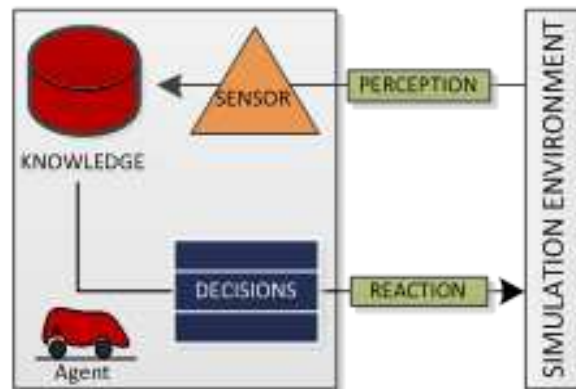 SENSOR
PERCEPTION
KNOWLEDGE
DECISIONS
REACTION
Agent
SIMULATION ENVIRONMENT